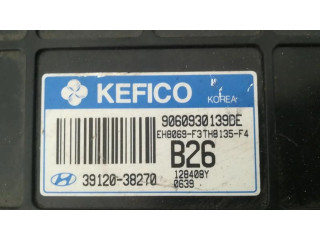 KEFICO
KOREA
9060930139DE
EH8069-F3TH8135-F4
B26
39120-38270
128408Y
0639